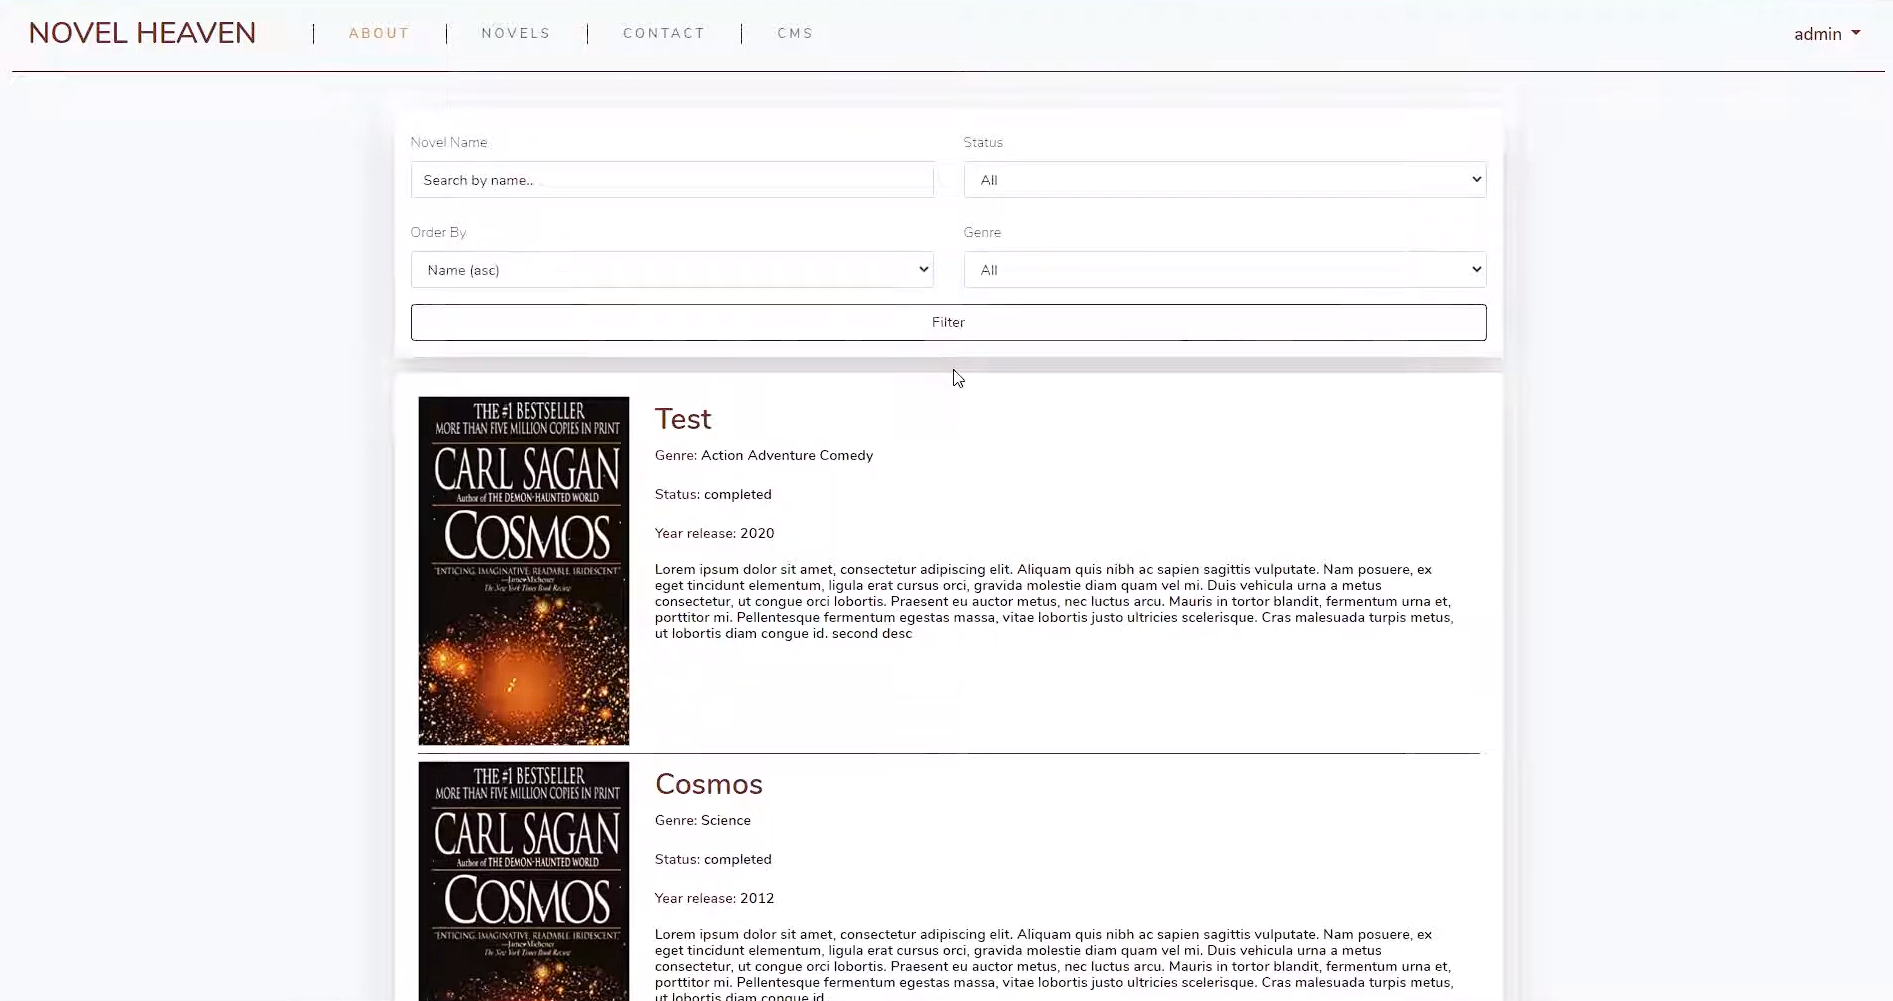 NOVEL HEAVEN | ABOUT | NOVELS | CONTACT | CMS admin
Novel Name
Status
Search by name..
All
Order By
Genre
Name (asc)
All
Filter
THE #1 BESTSELLER
MORE THAN FIVE MILLION COPIES IN PRINT
CARL SAGAN
Author of THE DEMON-HAUNTED WORLD
COSMOS
"ENTICING, IMAGINATIVE, READABLE, IRIDESCENT."
—James Michener
The New York Times Book Review
Test
Genre: Action Adventure Comedy
Status: completed
Year release: 2020
Lorem ipsum dolor sit amet, consectetur adipiscing elit. Aliquam quis nibh ac sapien sagittis vulputate. Nam posuere, ex
eget tincidunt elementum, ligula erat cursus orci, gravida molestie diam quam vel mi. Duis vehicula urna a metus
consectetur, ut congue orci lobortis. Praesent eu auctor metus, nec luctus arcu. Mauris in tortor blandit, fermentum urna et,
porttitor mi. Pellentesque fermentum egestas massa, vitae lobortis justo ultricies scelerisque. Cras malesuada turpis metus,
ut lobortis diam congue id. second desc
THE #1 BESTSELLER
MORE THAN FIVE MILLION COPIES IN PRINT
CARL SAGAN
Author of THE DEMON-HAUNTED WORLD
COSMOS
"ENTICING, IMAGINATIVE, READABLE, IRIDESCENT."
—James Michener
The New York Times Book Review
Cosmos
Genre: Science
Status: completed
Year release: 2012
Lorem ipsum dolor sit amet, consectetur adipiscing elit. Aliquam quis nibh ac sapien sagittis vulputate. Nam posuere, ex
eget tincidunt elementum, ligula erat cursus orci, gravida molestie diam quam vel mi. Duis vehicula urna a metus
consectetur, ut congue orci lobortis. Praesent eu auctor metus, nec luctus arcu. Mauris in tortor blandit, fermentum urna et,
porttitor mi. Pellentesque fermentum egestas massa, vitae lobortis justo ultricies scelerisque. Cras malesuada turpis metus,
ut lobortis diam congue id.